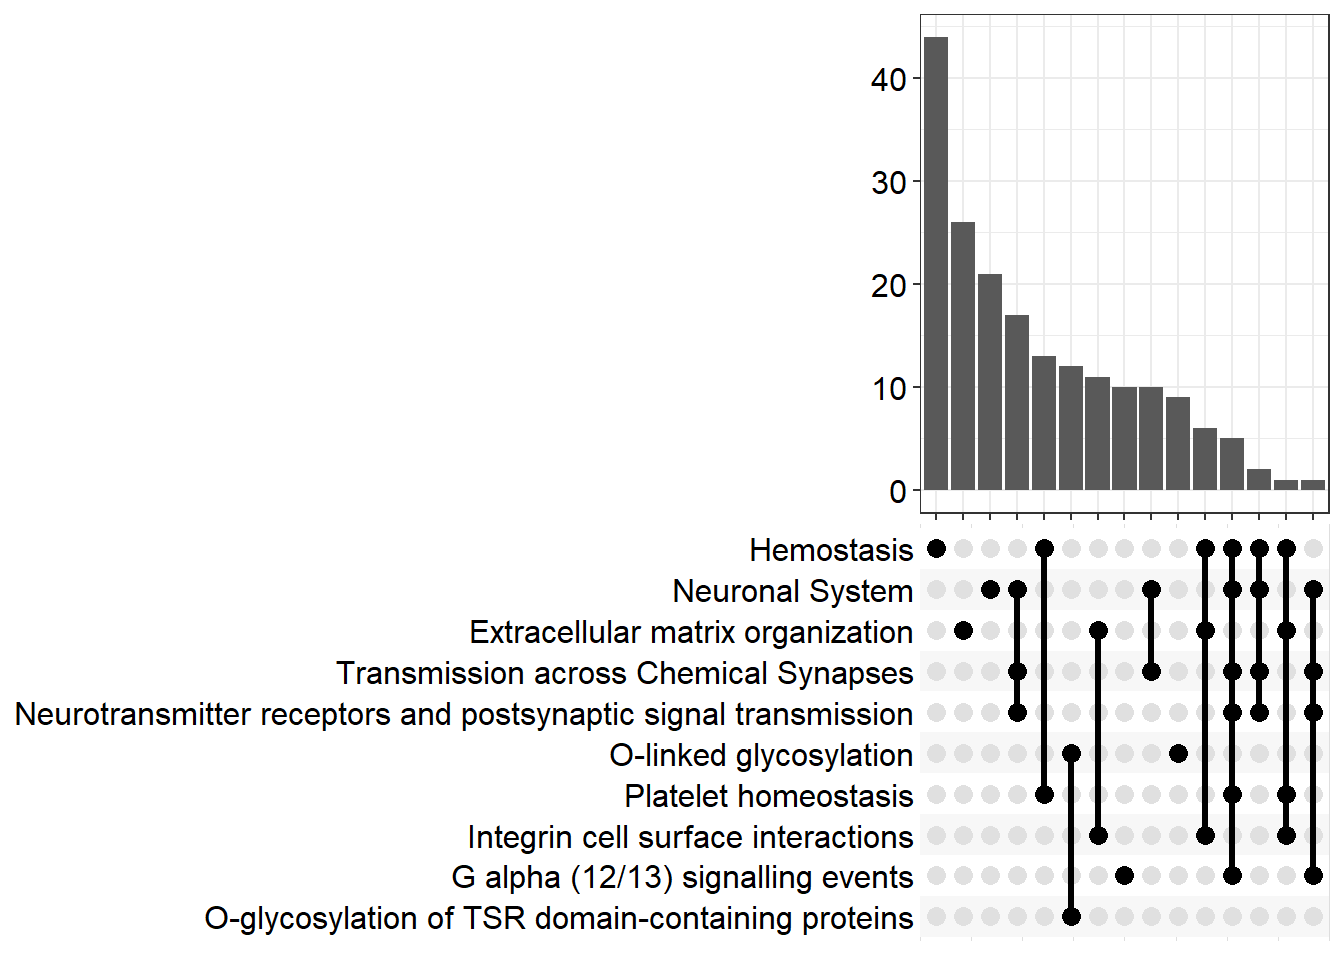 40
30
20
10
0
Hemostasis
Neuronal System
Extracellular matrix organization
Transmission across Chemical Synapses
Neurotransmitter receptors and postsynaptic signal transmission
O-linked glycosylation
Platelet homeostasis
Integrin cell surface interactions
G alpha (12/13) signalling events
O-glycosylation of TSR domain-containing proteins